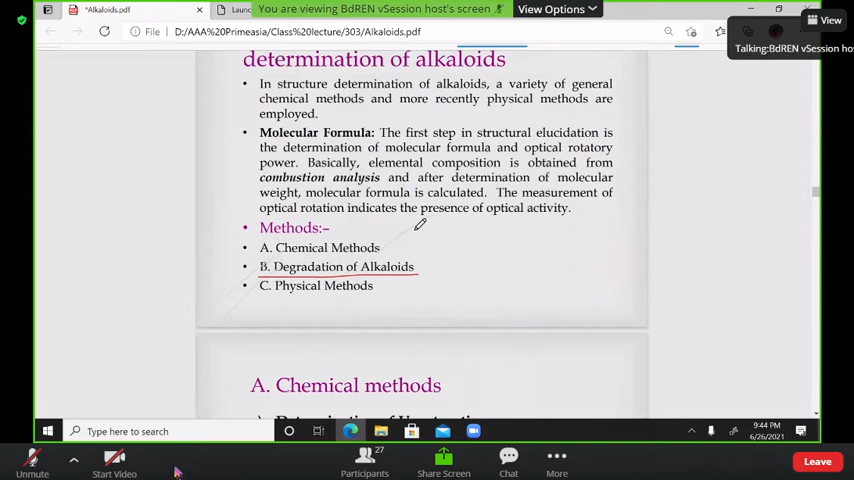 You are viewing BdREN vSession host's screen
View Options
*Alkaloids.pdf
Laun
View
File
D:/AAA Primeasia/Class lecture/303/Alkaloids.pdf
Talking:BdREN vSession hos
determination of alkaloids
• In structure determination of alkaloids, a variety of general
chemical methods and more recently physical methods are
employed.
• Molecular Formula: The first step in structural elucidation is
the determination of molecular formula and optical rotatory
power. Basically, elemental composition is obtained from
combustion analysis and after determination of molecular
weight, molecular formula is calculated. The measurement of
optical rotation indicates the presence of optical activity.
• Methods:-
• A. Chemical Methods
• B. Degradation of Alkaloids
• C. Physical Methods
A. Chemical methods
Type here to search
9:44 PM
6/26/2021
27
Unmute
Start Video
Participants
Share Screen
Chat
More
Leave